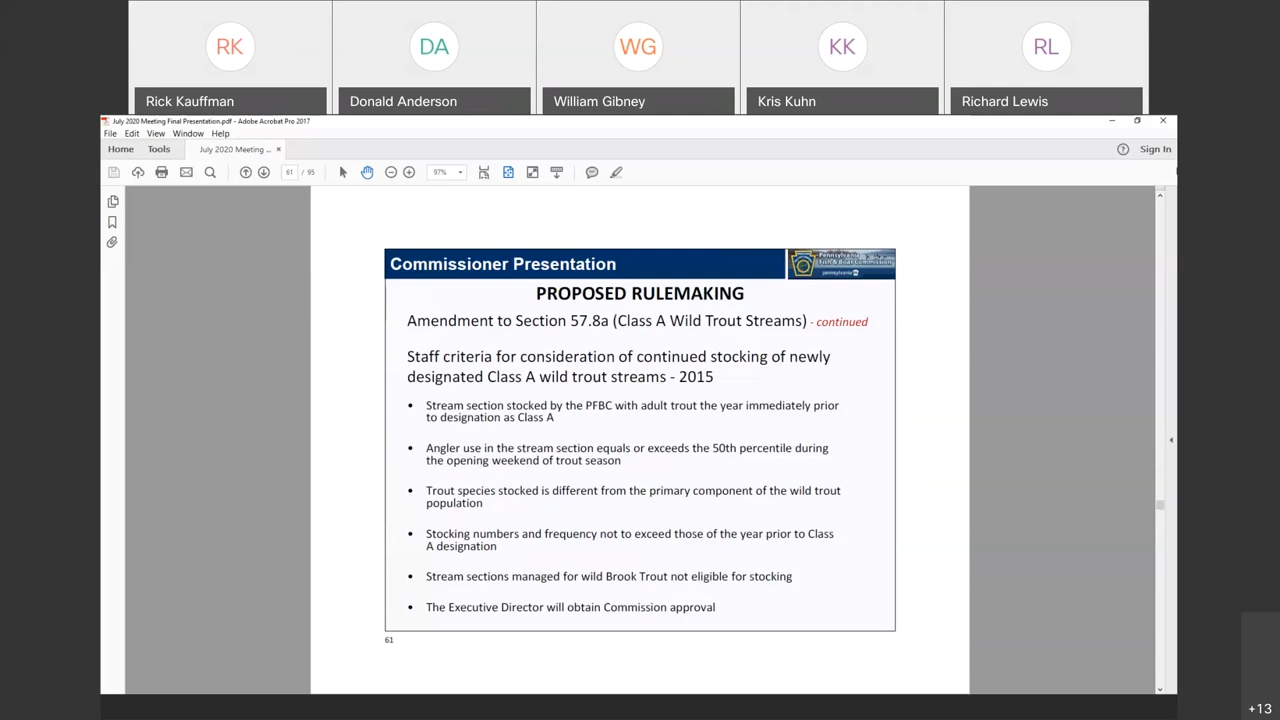 RK
DA
WG
KK
RL
Rick Kauffman
Donald Anderson
William Gibney
Kris Kuhn
Richard Lewis
July 2020 Meeting Final Presentation.pdf - Adobe Acrobat Pro 2017
File Edit View Window Help
Home Tools July 2020 Meeting ... × Sign In
61 / 95 97%
Commissioner Presentation
Pennsylvania
Fish & Boat Commission
pennsylvania
PROPOSED RULEMAKING
Amendment to Section 57.8a (Class A Wild Trout Streams) - continued
Staff criteria for consideration of continued stocking of newly
designated Class A wild trout streams - 2015
• Stream section stocked by the PFBC with adult trout the year immediately prior
to designation as Class A
• Angler use in the stream section equals or exceeds the 50th percentile during
the opening weekend of trout season
• Trout species stocked is different from the primary component of the wild trout
population
• Stocking numbers and frequency not to exceed those of the year prior to Class
A designation
• Stream sections managed for wild Brook Trout not eligible for stocking
• The Executive Director will obtain Commission approval
61
+13